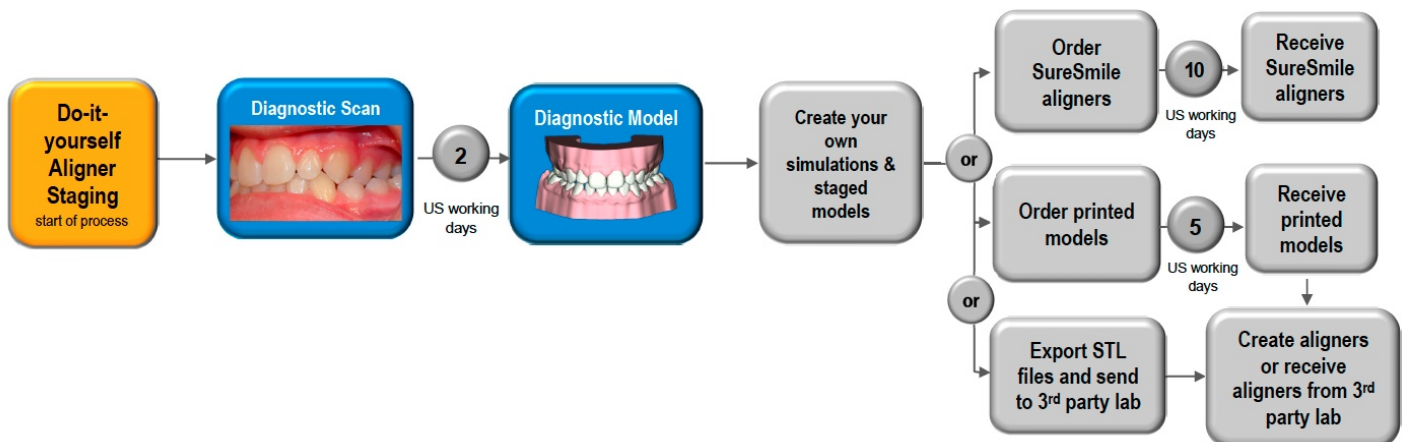 Do-it-
yourself
Aligner
Staging
start of process
Diagnostic Scan
2
US working
days
Diagnostic Model
Create your
own
simulations &
staged
models
or
or
Order
SureSmile
aligners
10
US working
days
Receive
SureSmile
aligners
Order printed
models
5
US working
days
Receive
printed
models
Export STL
files and send
to 3rd party lab
Create aligners
or receive
aligners from 3rd
party lab